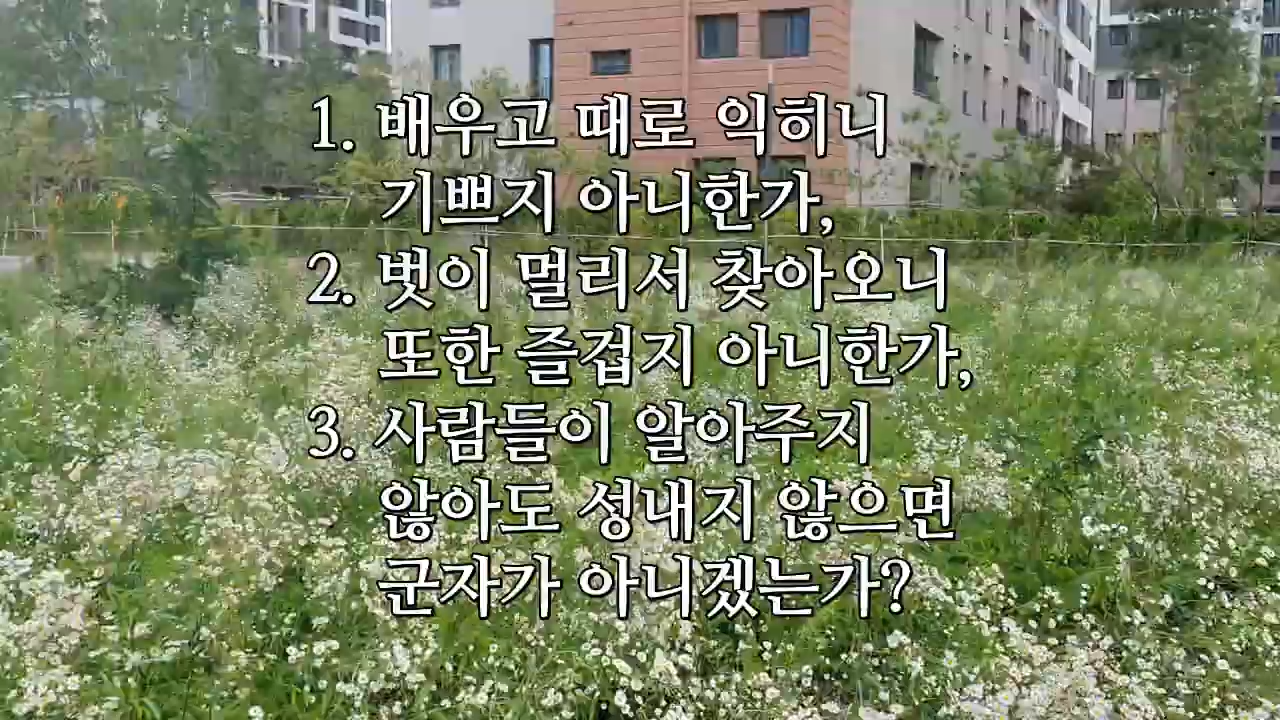 1. 배우고 때로 익히니
기쁘지 아니한가,
2. 벗이 멀리서 찾아오니
또한 즐겁지 아니한가,
3. 사람들이 알아주지
않아도 성내지 않으면
군자가 아니겠는가?